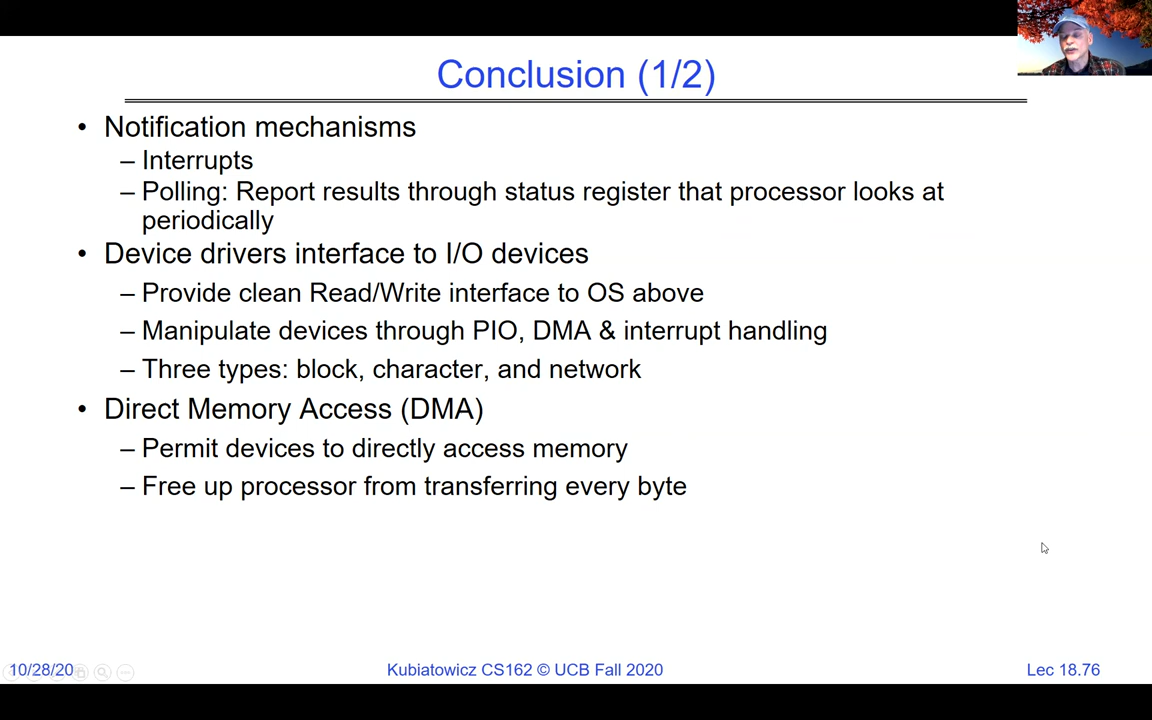 Conclusion (1/2)
• Notification mechanisms
– Interrupts
– Polling: Report results through status register that processor looks at
periodically
• Device drivers interface to I/O devices
– Provide clean Read/Write interface to OS above
– Manipulate devices through PIO, DMA & interrupt handling
– Three types: block, character, and network
• Direct Memory Access (DMA)
– Permit devices to directly access memory
– Free up processor from transferring every byte
10/28/20
Kubiatowicz CS162 © UCB Fall 2020
Lec 18.76